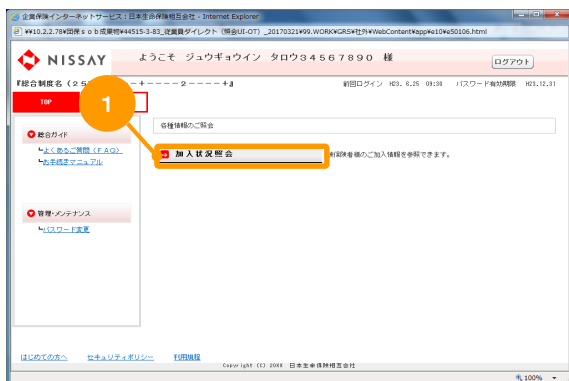 企業保険インターネットサービス:日本生命保険相互会社 - Internet Explorer
NISSAY
ようこそ ジュウギョウイン タロウ34567890 様
ログアウト
前回ログイン H23. 6.25 09:30 パスワード有効期限 H23.12.31
TOP
1
各種情報のご照会
総合ガイド
よくあるご質問(FAQ)
お手続きマニュアル
加入状況照会
被保険者様のご加入情報を参照できます。
管理・メンテナンス
パスワード変更
はじめての方へ セキュリティポリシー 利用規程
Copyright (C) 20XX 日本生命保険相互会社
100%